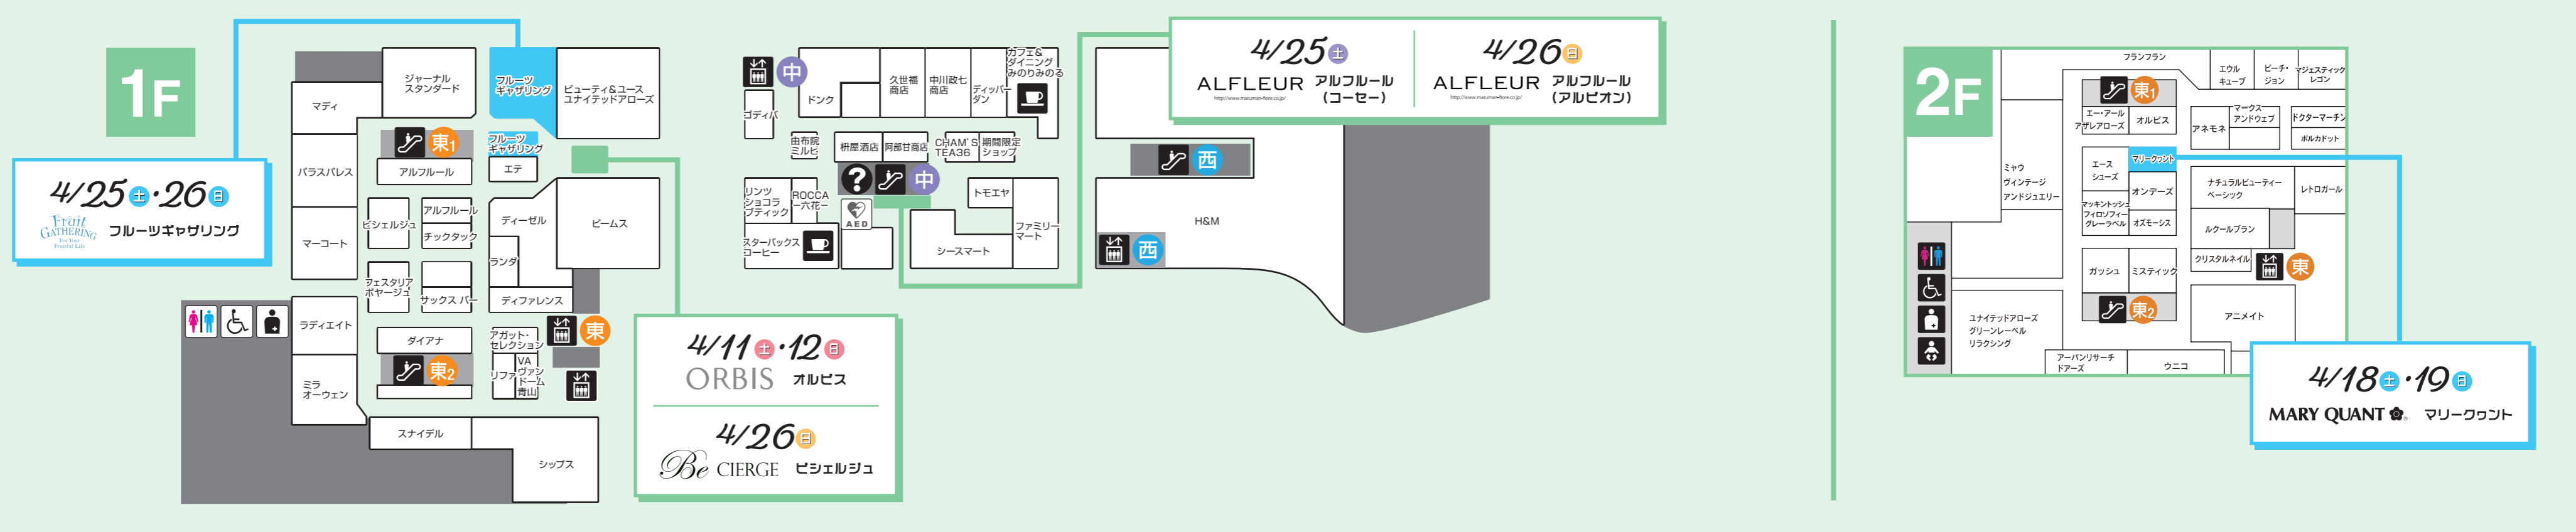 1F
4/25土・26日
Fruit
GATHERING
For Your
Fruitful Life
フルーツギャザリング
マディ
ジャーナル
スタンダード
フルーツ
ギャザリング
ビューティ&ユース
ユナイテッドアローズ
東1
フルーツ
ギャザリング
パラスパレス
アルフルール
エテ
アルフルール
ビシェルジュ
チックタック
ディーゼル
ビームス
マーコート
ランダ
ヴェスタリア
ボヤージュ
サックス バー
ディファレンス
ラディエイト
ダイアナ
アガット・
セレクション
東
東2
リファ
VA
ヴァン
ドーム
青山
ミラ
オーウェン
スナイデル
シップス
4/11土・12日
ORBIS オルビス
4/26日
Be CIERGE ビシェルジュ
中
ゴディバ
ドンク
久世福
商店
中川政七
商店
ディッパー
ダン
カフェ&
ダイニング
みのりみのる
由布院
ミルヒ
枡屋酒店
阿部甘商店
CHAM'S
TEA36
期間限定
ショップ
?
中
リンツ
ショコラ
ブティック
ROCCA
−六花−
AED
トモエヤ
ファミリー
マート
スターバックス
コーヒー
シースマート
4/25土
ALFLEUR アルフルール
(コーセー)
http://www.maruman-fiore.co.jp/
4/26日
ALFLEUR アルフルール
(アルビオン)
http://www.maruman-fiore.co.jp/
西
H&M
西
2F
フランフラン
エウル
キューブ
ピーチ・
ジョン
マジェスティック
レゴン
東1
エー・アール
アザレアローズ
オルビス
アネモネ
マークス
アンドウェブ
ドクターマーチン
ポルカドット
エース
シューズ
マリークヮント
ミャウ
ヴィンテージ
アンドジュエリー
オンデーズ
ナチュラルビューティー
ベーシック
レトロガール
マッキントッシュ
フィロソフィー
グレーラベル
オズモーシス
ルクールブラン
クリスタルネイル
東
ガッシュ
ミスティック
東2
ユナイテッドアローズ
グリーンレーベル
リラクシング
アニメイト
アーバンリサーチ
ドアーズ
ウニコ
4/18土・19日
MARY QUANT マリークヮント